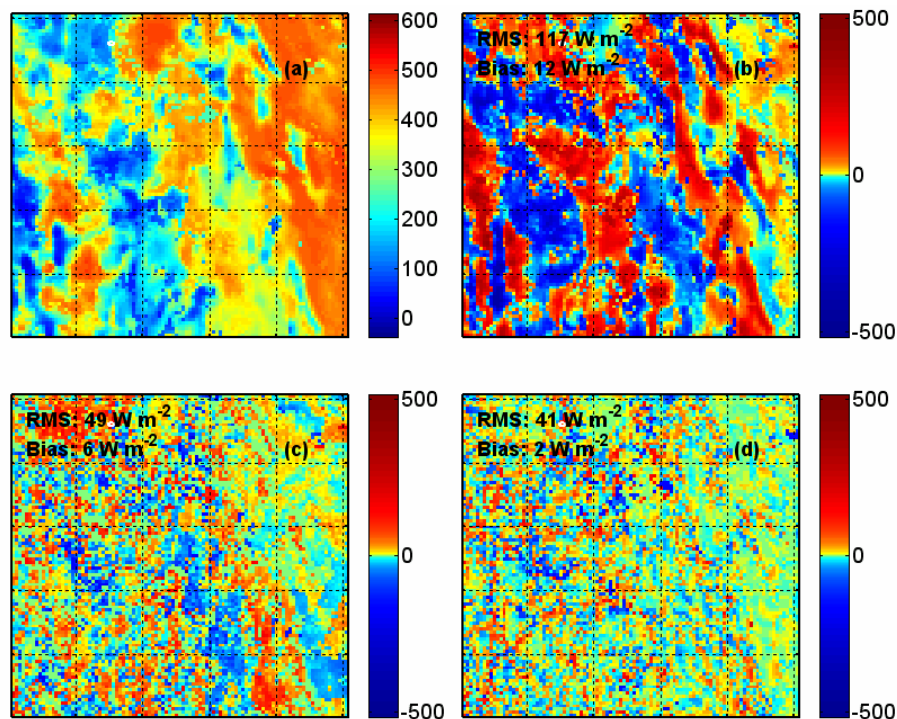 600
500
400
300
200
100
0
(a)
RMS: 117 W m⁻²
Bias: 12 W m⁻²
(b)
500
0
-500
RMS: 49 W m⁻²
Bias: 6 W m⁻²
(c)
500
0
-500
RMS: 41 W m⁻²
Bias: 2 W m⁻²
(d)
500
0
-500